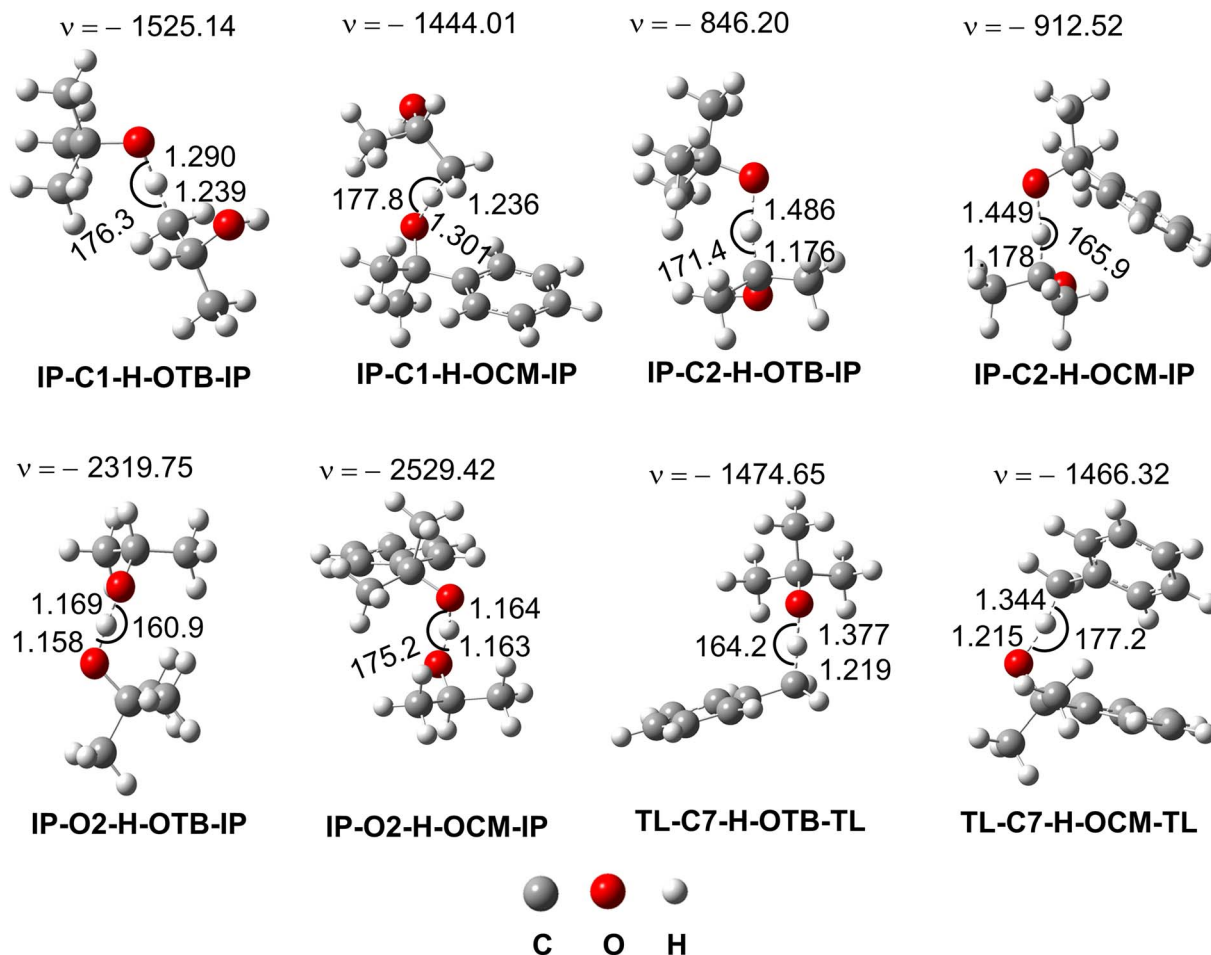 ν = – 1525.14
ν = – 1444.01
ν = – 846.20
ν = – 912.52
1.290
1.239
176.3
177.8
1.236
1.301
1.486
171.4
1.176
1.449
1.178
165.9
IP-C1-H-OTB-IP
IP-C1-H-OCM-IP
IP-C2-H-OTB-IP
IP-C2-H-OCM-IP
ν = – 2319.75
ν = – 2529.42
ν = – 1474.65
ν = – 1466.32
1.169
1.158
160.9
1.164
175.2
1.163
164.2
1.377
1.219
1.344
1.215
177.2
IP-O2-H-OTB-IP
IP-O2-H-OCM-IP
TL-C7-H-OTB-TL
TL-C7-H-OCM-TL
C O H